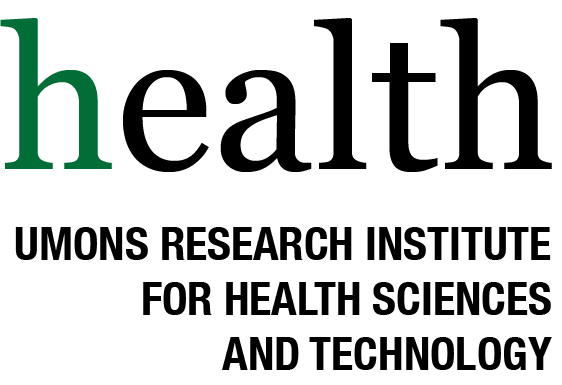 health
UMONS RESEARCH INSTITUTE
FOR HEALTH SCIENCES
AND TECHNOLOGY